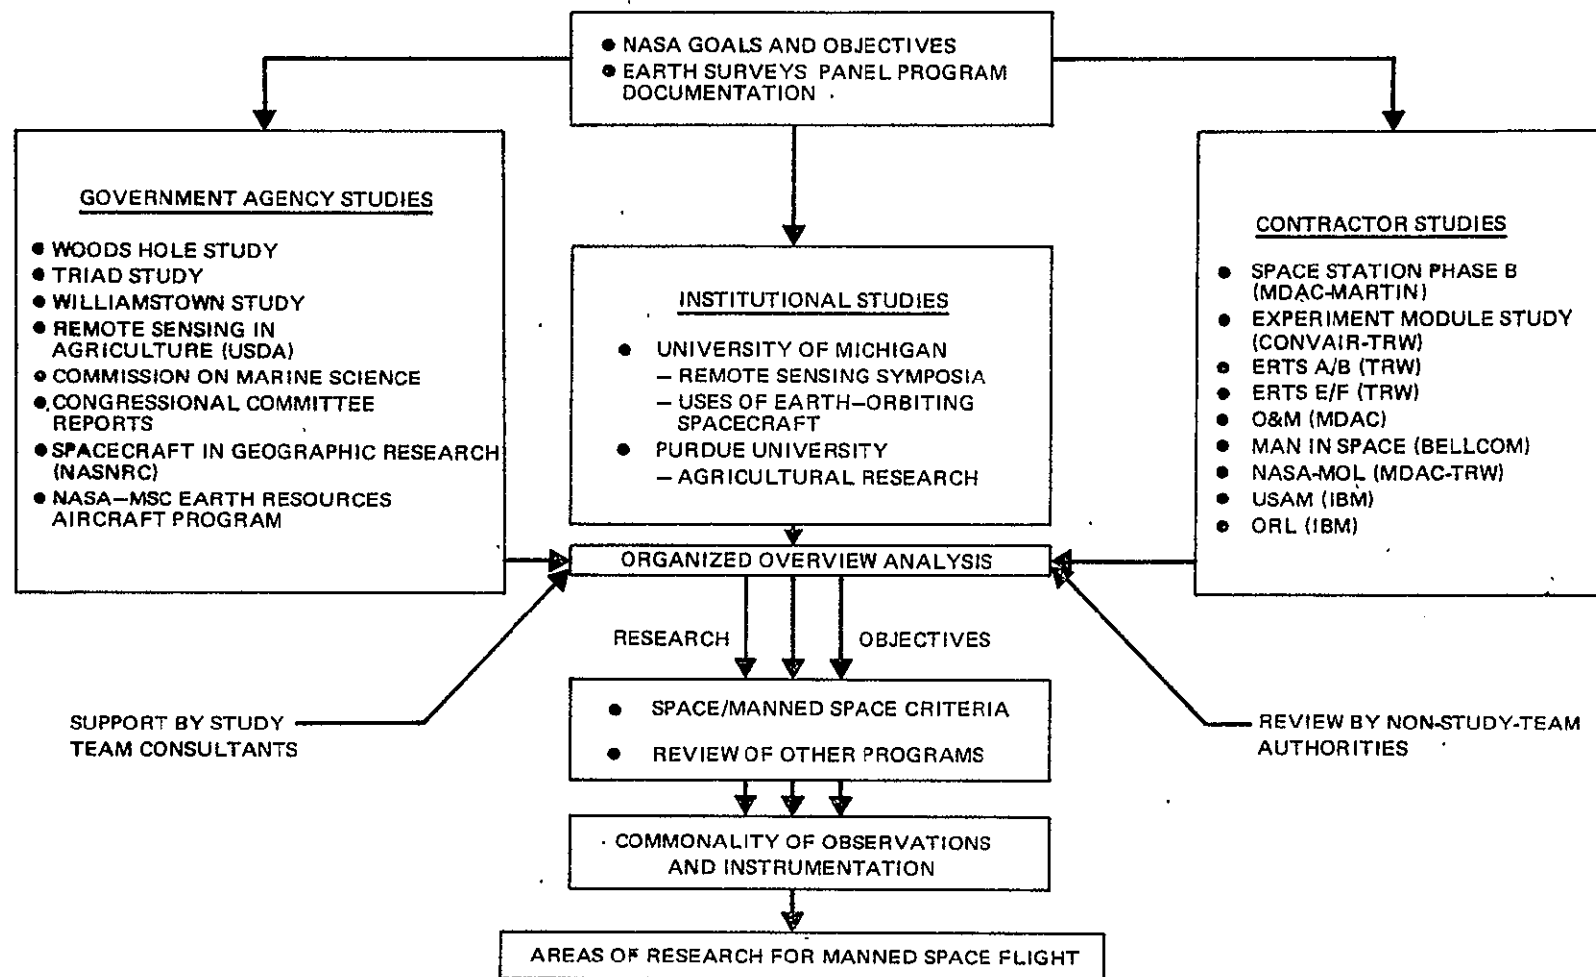 ● NASA GOALS AND OBJECTIVES
● EARTH SURVEYS PANEL PROGRAM
DOCUMENTATION
GOVERNMENT AGENCY STUDIES
● WOODS HOLE STUDY
● TRIAD STUDY
● WILLIAMSTOWN STUDY
● REMOTE SENSING IN
AGRICULTURE (USDA)
● COMMISSION ON MARINE SCIENCE
● CONGRESSIONAL COMMITTEE
REPORTS
● SPACECRAFT IN GEOGRAPHIC RESEARCH
(NASNRC)
● NASA—MSC EARTH RESOURCES
AIRCRAFT PROGRAM
INSTITUTIONAL STUDIES
● UNIVERSITY OF MICHIGAN
— REMOTE SENSING SYMPOSIA
— USES OF EARTH—ORBITING
SPACECRAFT
● PURDUE UNIVERSITY
— AGRICULTURAL RESEARCH
CONTRACTOR STUDIES
● SPACE STATION PHASE B
(MDAC-MARTIN)
● EXPERIMENT MODULE STUDY
(CONVAIR-TRW)
● ERTS A/B (TRW)
● ERTS E/F (TRW)
● O&M (MDAC)
● MAN IN SPACE (BELLCOM)
● NASA-MOL (MDAC-TRW)
● USAM (IBM)
● ORL (IBM)
ORGANIZED OVERVIEW ANALYSIS
RESEARCH OBJECTIVES
● SPACE/MANNED SPACE CRITERIA
● REVIEW OF OTHER PROGRAMS
SUPPORT BY STUDY
TEAM CONSULTANTS
REVIEW BY NON-STUDY-TEAM
AUTHORITIES
COMMONALITY OF OBSERVATIONS
AND INSTRUMENTATION
AREAS OF RESEARCH FOR MANNED SPACE FLIGHT